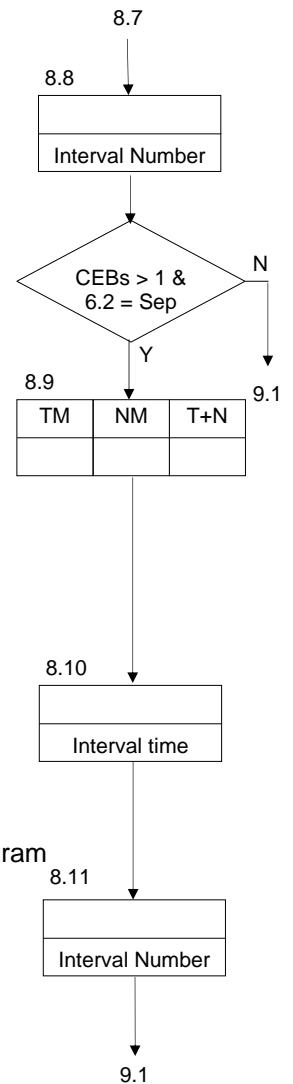 8.7
8.8
Interval Number
CEBs > 1 &
6.2 = Sep
N
Y
9.1
8.9
TM NM T+N
8.10
Interval time
ram
8.11
Interval Number
9.1